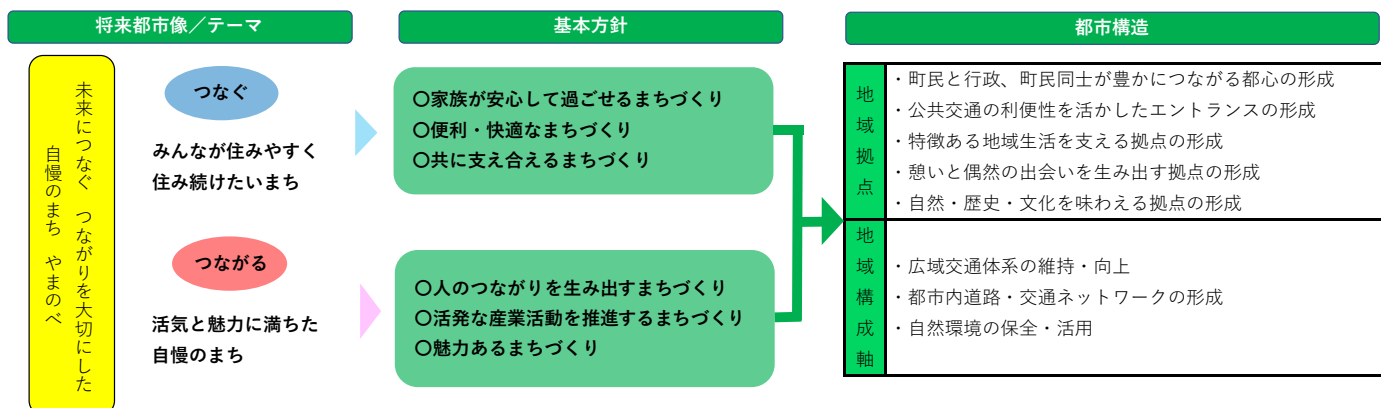 将来都市像／テーマ
基本方針
都市構造
未来につなぐ　つながりを大切にした
自慢のまち　やまのべ
つなぐ
みんなが住みやすく
住み続けたいまち
つながる
活気と魅力に満ちた
自慢のまち
〇家族が安心して過ごせるまちづくり
〇便利・快適なまちづくり
〇共に支え合えるまちづくり
〇人のつながりを生み出すまちづくり
〇活発な産業活動を推進するまちづくり
〇魅力あるまちづくり
地域拠点
・町民と行政、町民同士が豊かにつながる都心の形成
・公共交通の利便性を活かしたエントランスの形成
・特徴ある地域生活を支える拠点の形成
・憩いと偶然の出会いを生み出す拠点の形成
・自然・歴史・文化を味わえる拠点の形成
地域構成軸
・広域交通体系の維持・向上
・都市内道路・交通ネットワークの形成
・自然環境の保全・活用